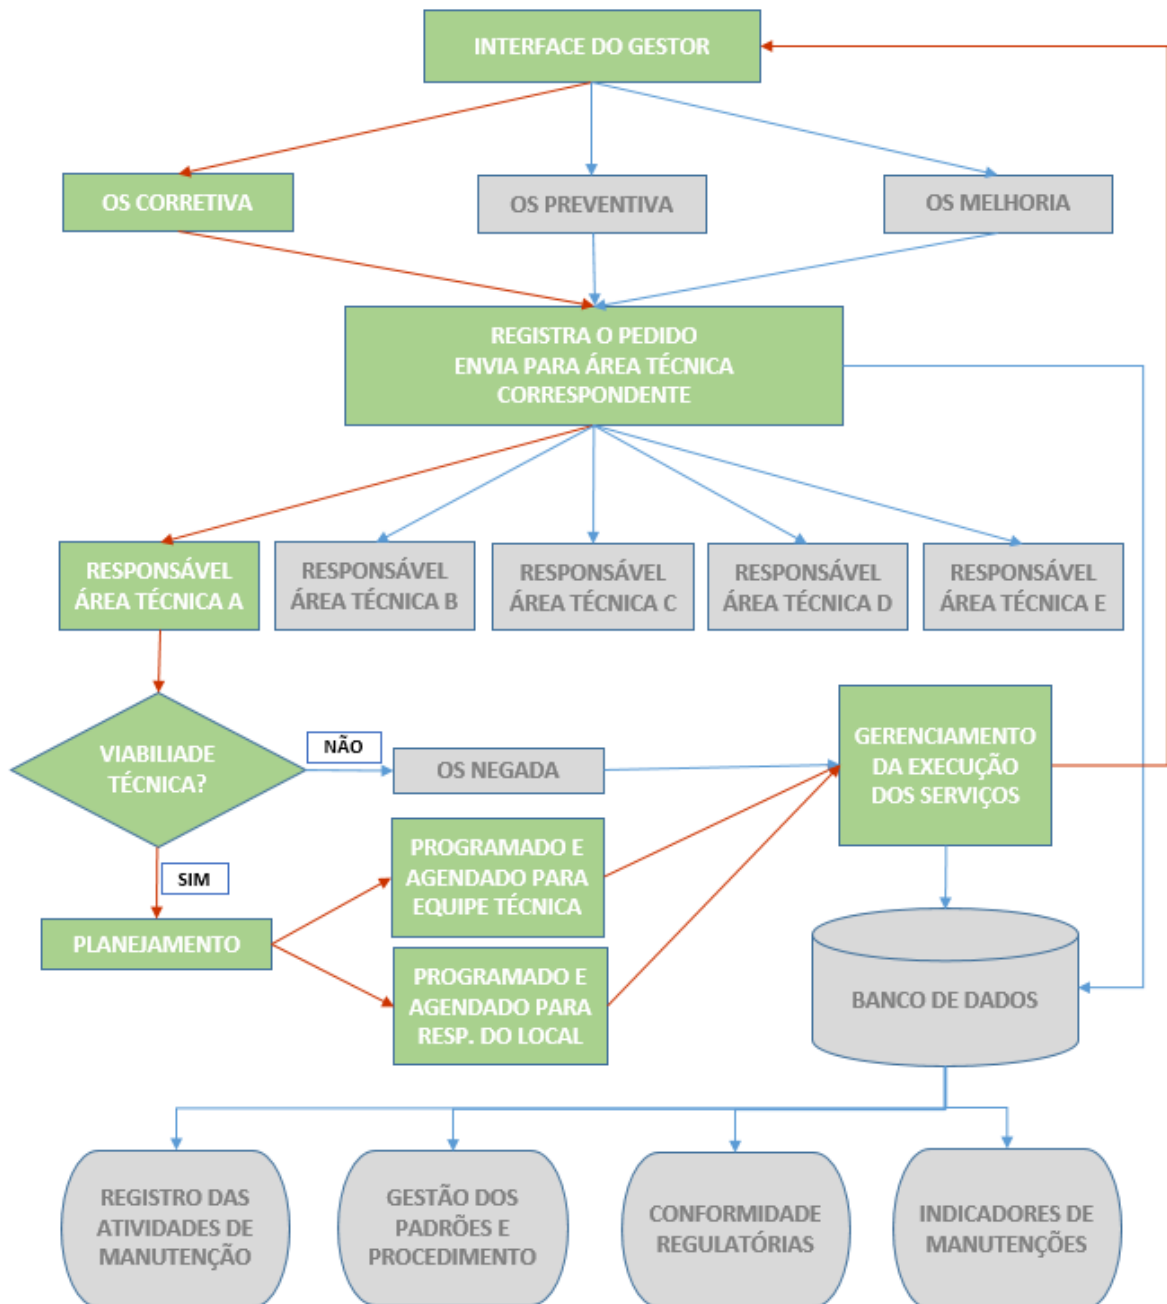 INTERFACE DO GESTOR
OS CORRETIVA
OS PREVENTIVA
OS MELHORIA
REGISTRA O PEDIDO
ENVIA PARA ÁREA TÉCNICA
CORRESPONDENTE
RESPONSÁVEL
ÁREA TÉCNICA A
RESPONSÁVEL
ÁREA TÉCNICA B
RESPONSÁVEL
ÁREA TÉCNICA C
RESPONSÁVEL
ÁREA TÉCNICA D
RESPONSÁVEL
ÁREA TÉCNICA E
VIABILIADE
TÉCNICA?
NÃO
OS NEGADA
GERENCIAMENTO
DA EXECUÇÃO
DOS SERVIÇOS
SIM
PROGRAMADO E
AGENDADO PARA
EQUIPE TÉCNICA
PLANEJAMENTO
PROGRAMADO E
AGENDADO PARA
RESP. DO LOCAL
BANCO DE DADOS
REGISTRO DAS
ATIVIDADES DE
MANUTENÇÃO
GESTÃO DOS
PADRÕES E
PROCEDIMENTO
CONFORMIDADE
REGULATÓRIAS
INDICADORES DE
MANUTENÇÕES